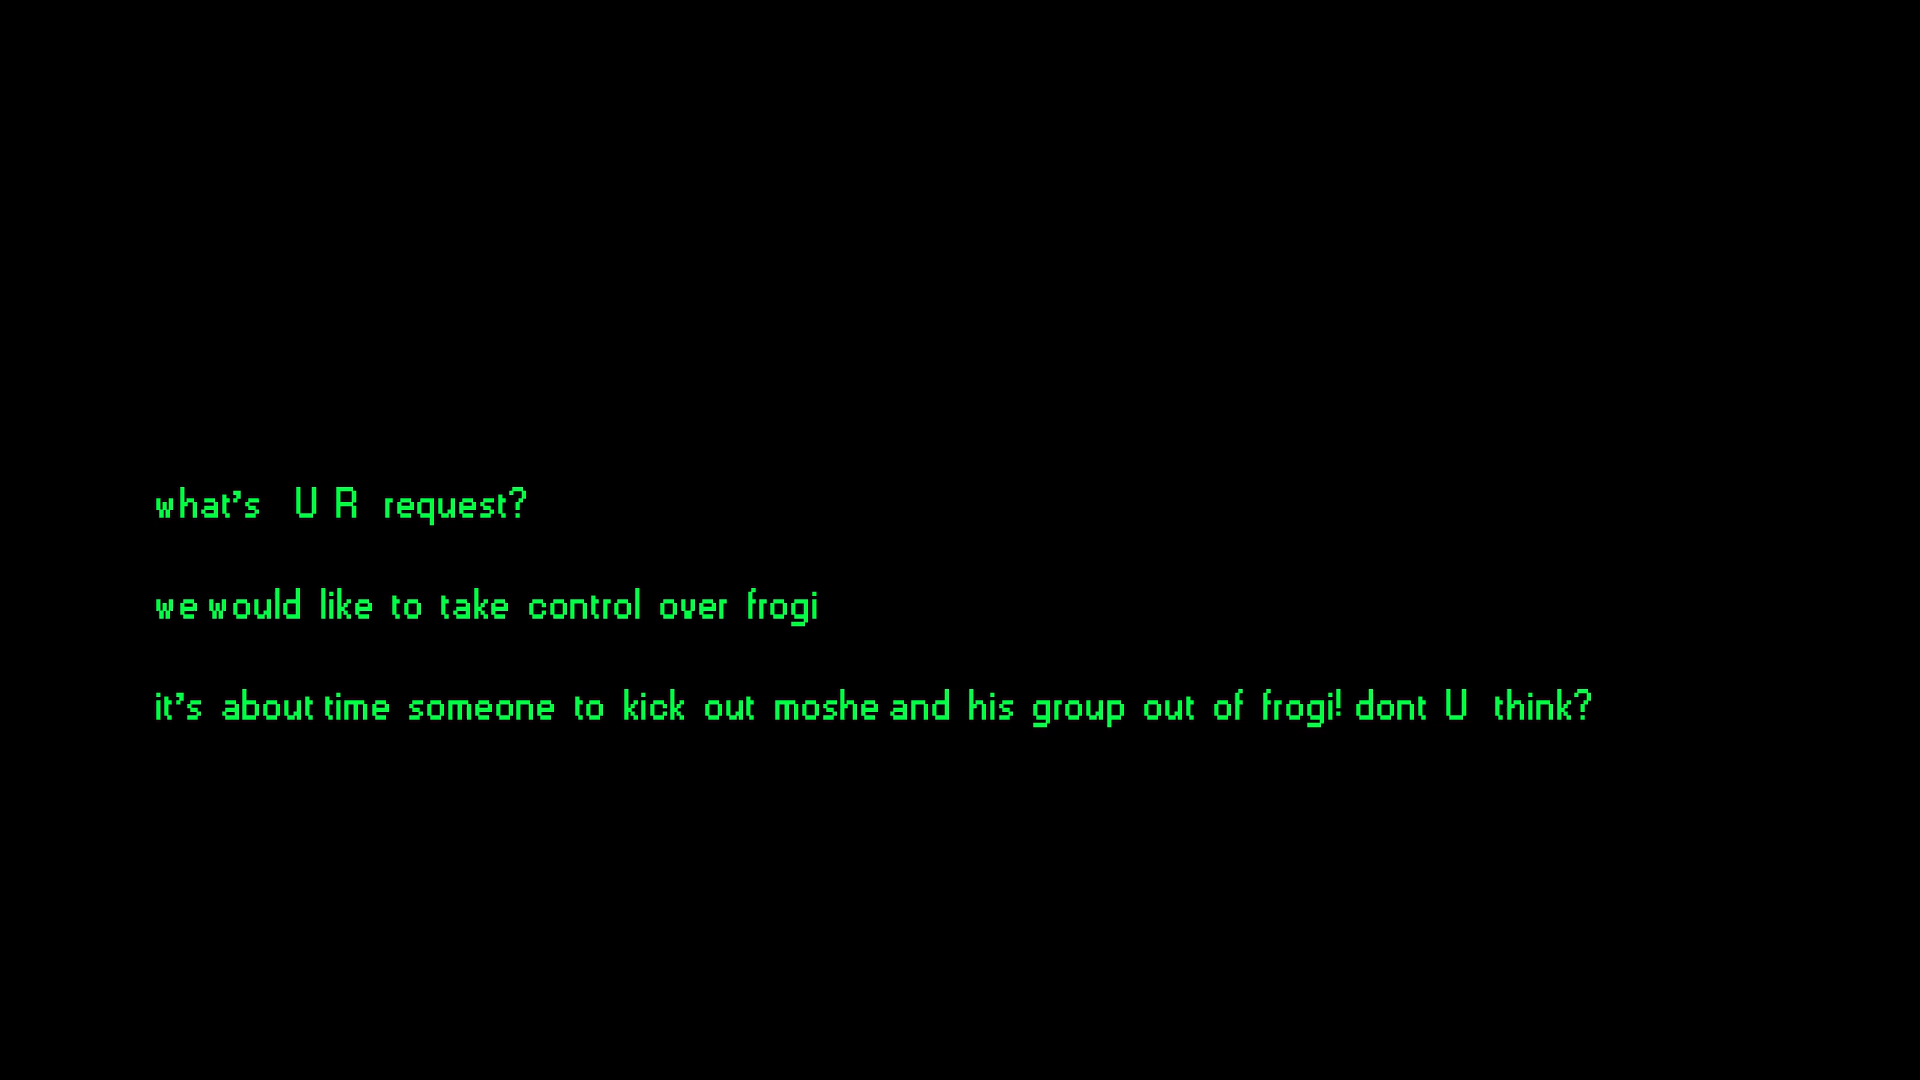 what's U R request?
we would like to take control over frogi
it's about time someone to kick out moshe and his group out of frogi! dont U think?